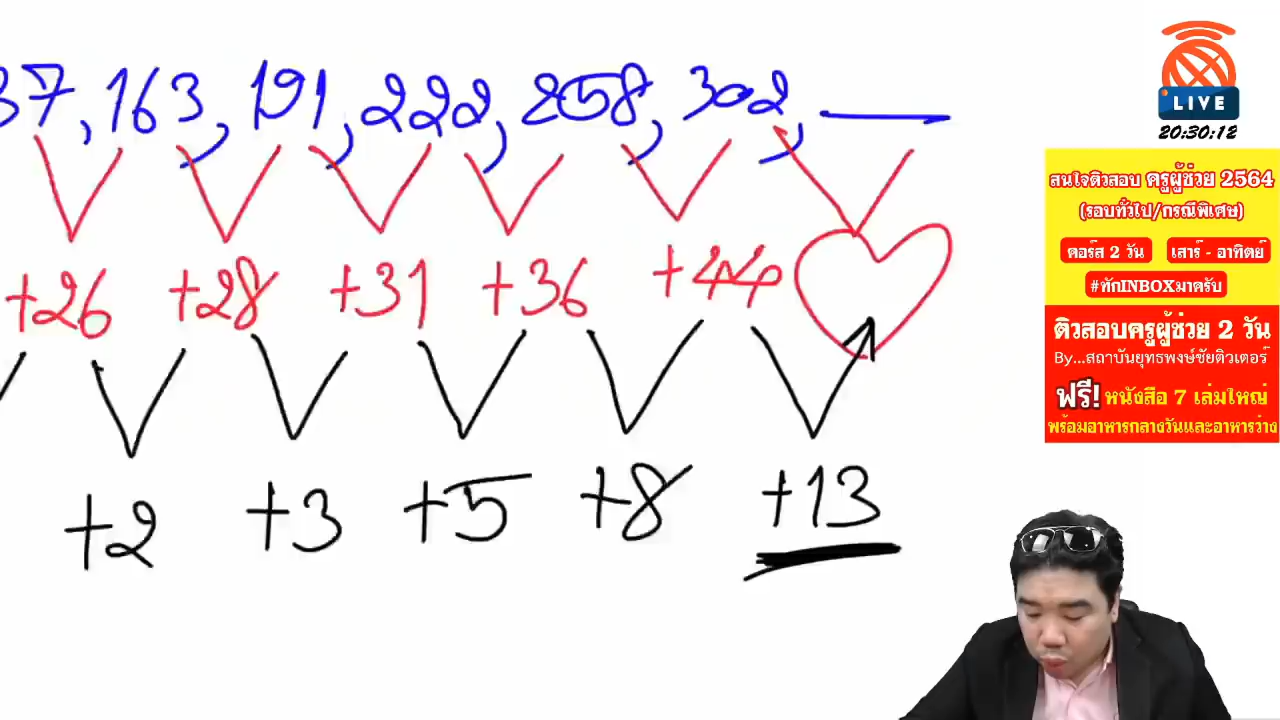 37, 163, 191, 222, 258, 302, ___
+26 +28 +31 +36 +44
+2 +3 +5 +8 +13
LIVE
20:30:12
สนใจติวสอบ ครูผู้ช่วย 2564
(รอบทั่วไป/กรณีพิเศษ)
คอร์ส 2 วัน เสาร์ - อาทิตย์
#ทักINBOXมาครับ
ติวสอบครูผู้ช่วย 2 วัน
By...สถาบันยุทธพงษ์ชัยติวเตอร์
ฟรี! หนังสือ 7 เล่มใหญ่
พร้อมอาหารกลางวันและอาหารว่าง